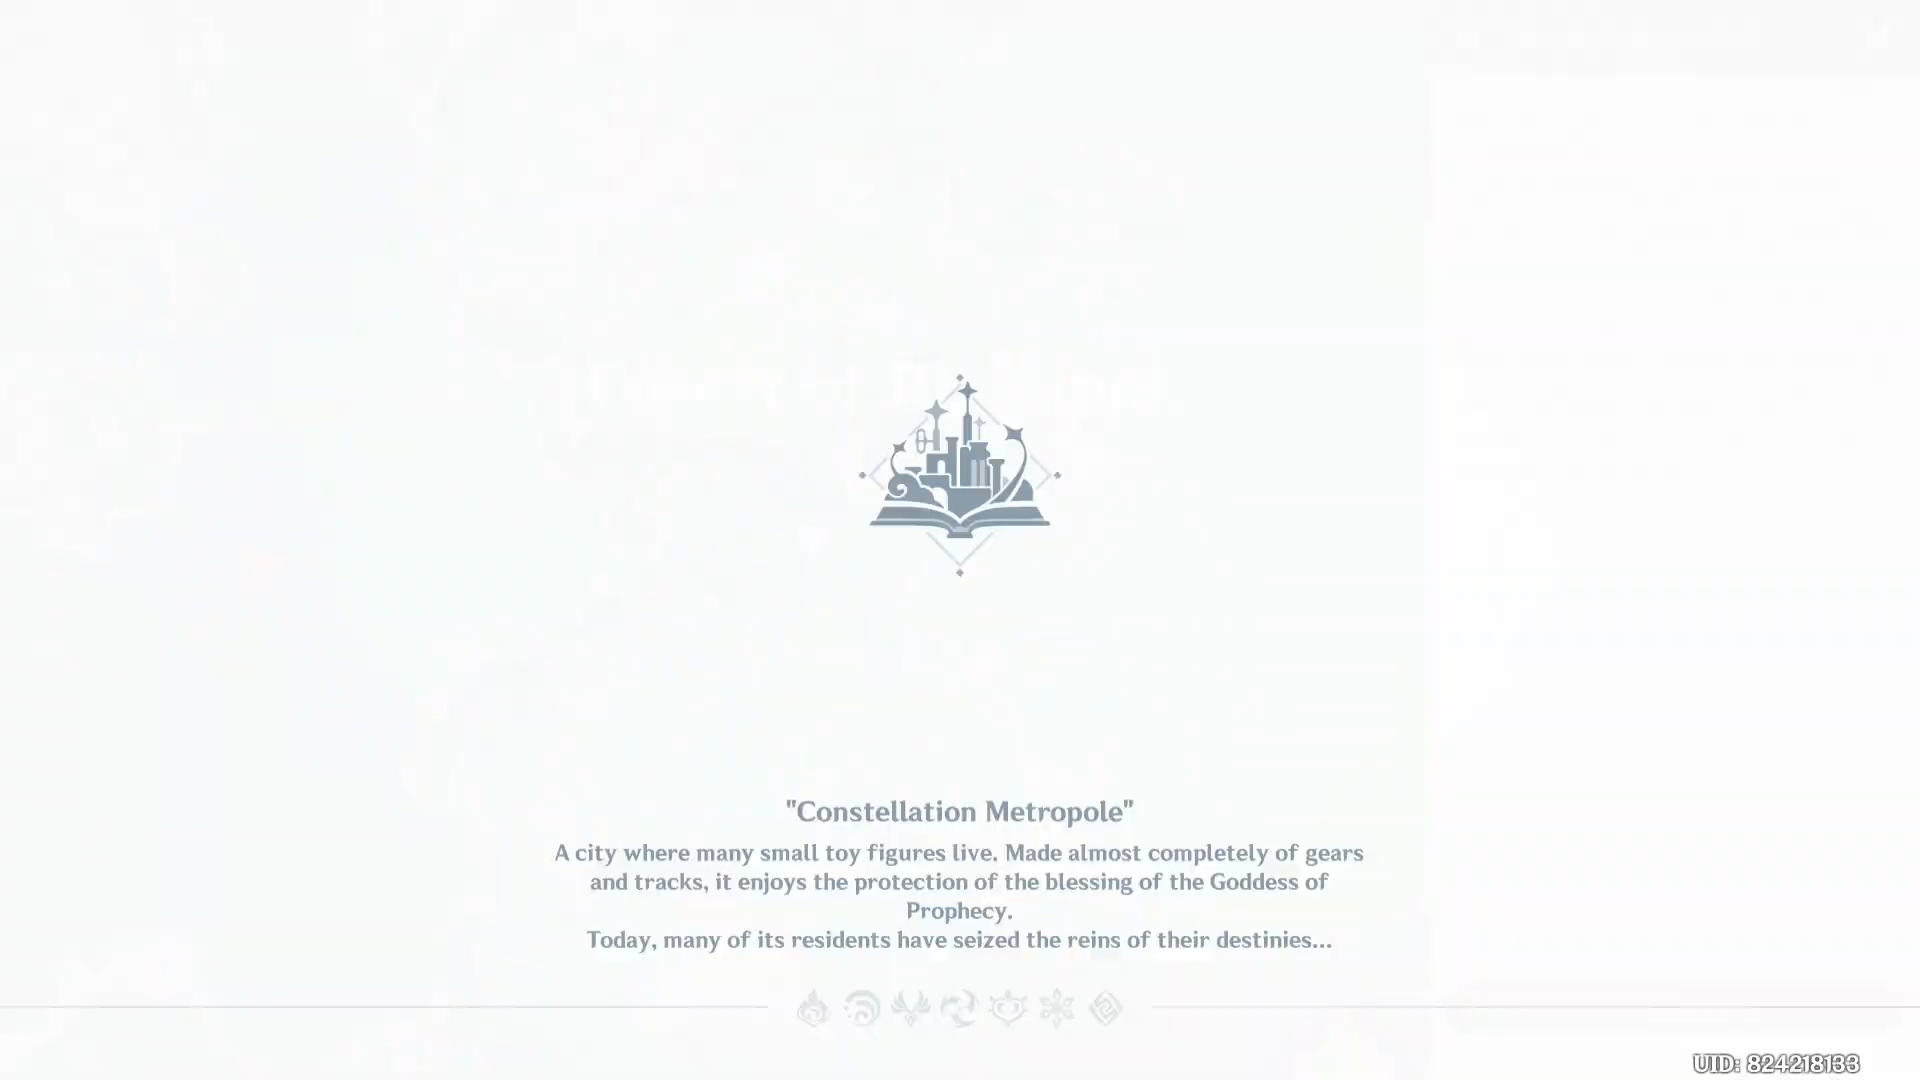 "Constellation Metropole"
A city where many small toy figures live. Made almost completely of gears
and tracks, it enjoys the protection of the blessing of the Goddess of
Prophecy.
Today, many of its residents have seized the reins of their destinies...
UID: 824218133